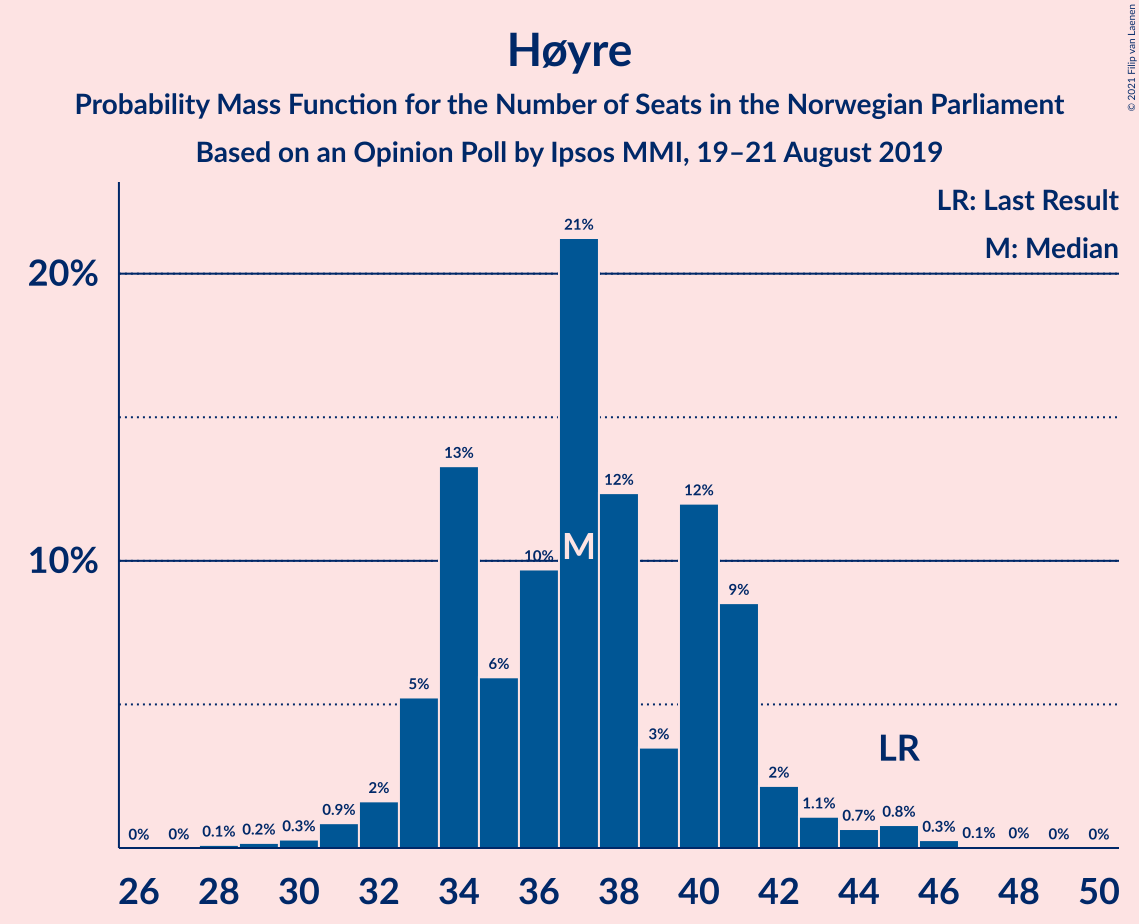 Høyre
Probability Mass Function for the Number of Seats in the Norwegian Parliament
Based on an Opinion Poll by Ipsos MMI, 19–21 August 2019
© 2021 Filip van Laenen
LR: Last Result
M: Median
20%
10%
0% 0% 0.1% 0.2% 0.3% 0.9% 2% 5% 13% 6% 10% 21% 12% 3% 12% 9% 2% 1.1% 0.7% 0.8% 0.3% 0.1% 0% 0% 0%
M
LR
26 28 30 32 34 36 38 40 42 44 46 48 50